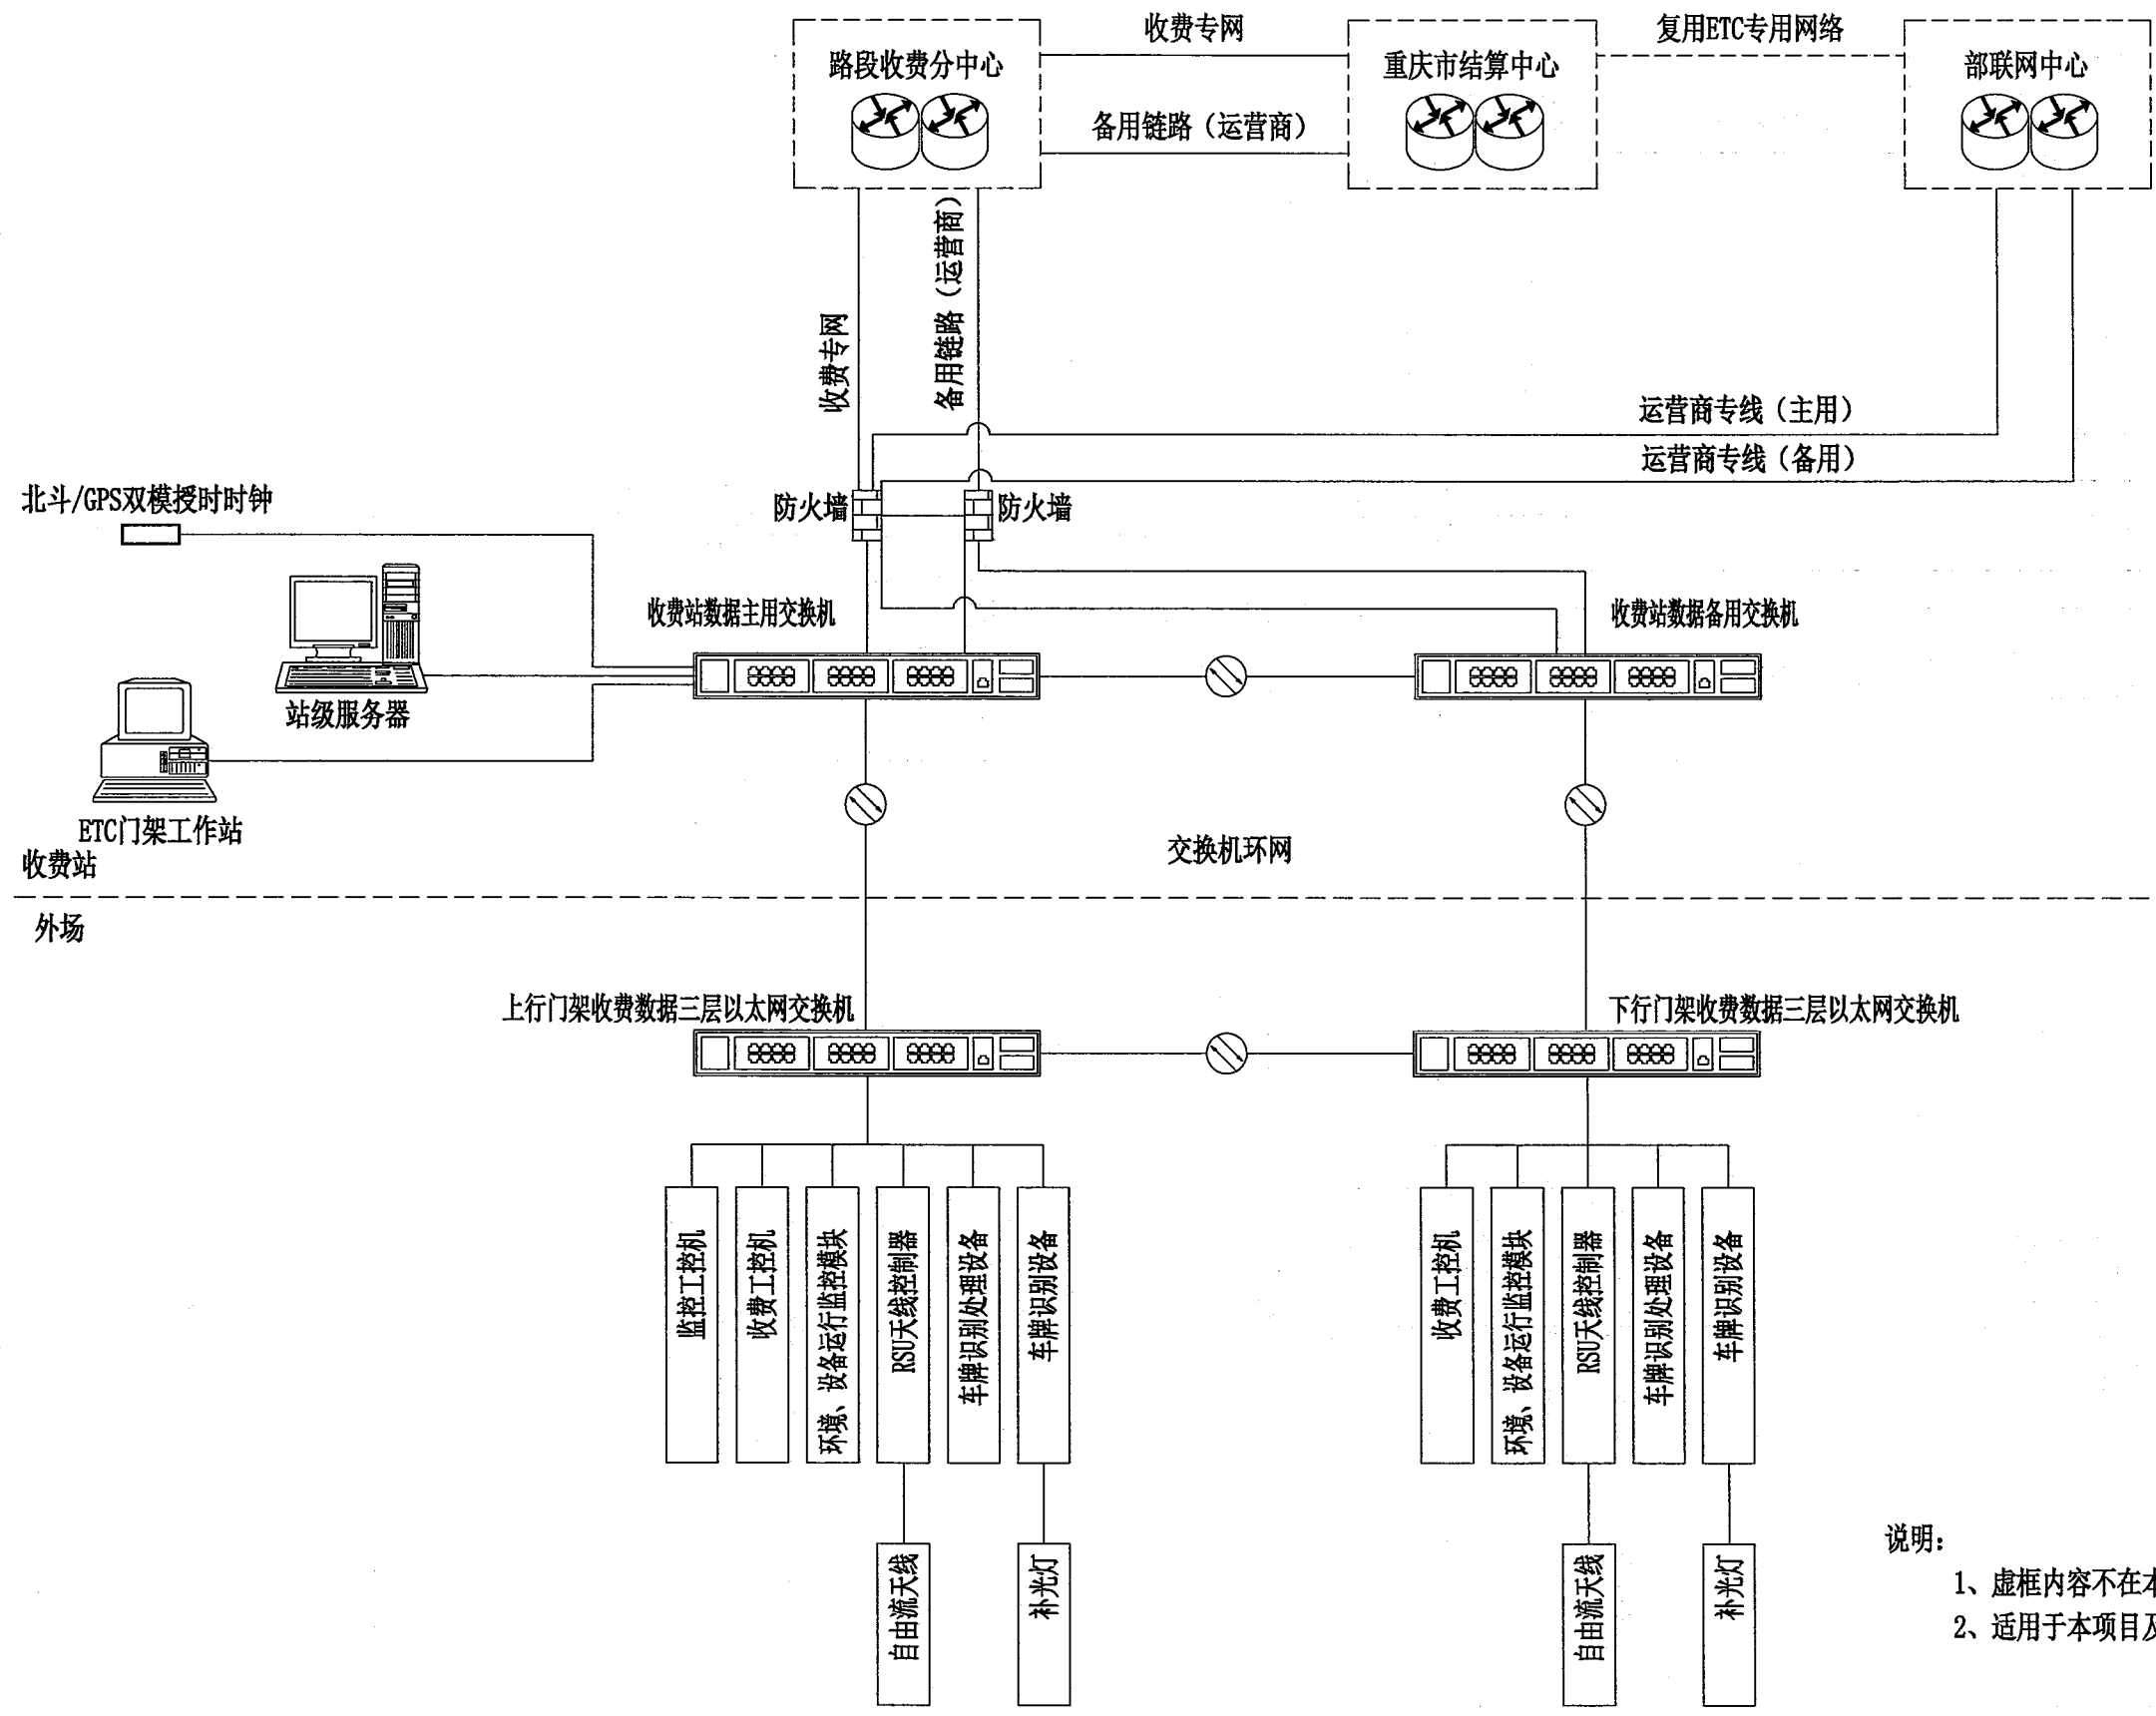 收费专网
复用ETC专用网络
路段收费分中心
重庆市结算中心
部联网中心
备用链路（运营商）
收费专网
备用链路（运营商）
运营商专线（主用）
运营商专线（备用）
北斗/GPS双模授时时钟
防火墙
防火墙
收费站数据主用交换机
收费站数据备用交换机
站级服务器
ETC门架工作站
收费站
交换机环网
外场
上行门架收费数据三层以太网交换机
下行门架收费数据三层以太网交换机
监控工控机
收费工控机
环境、设备运行监控模块
RSU天线控制器
车牌识别处理设备
车牌识别设备
收费工控机
环境、设备运行监控模块
RSU天线控制器
车牌识别处理设备
车牌识别设备
自由流天线
补光灯
自由流天线
补光灯
说明：
1、虚框内容不在本
2、适用于本项目及